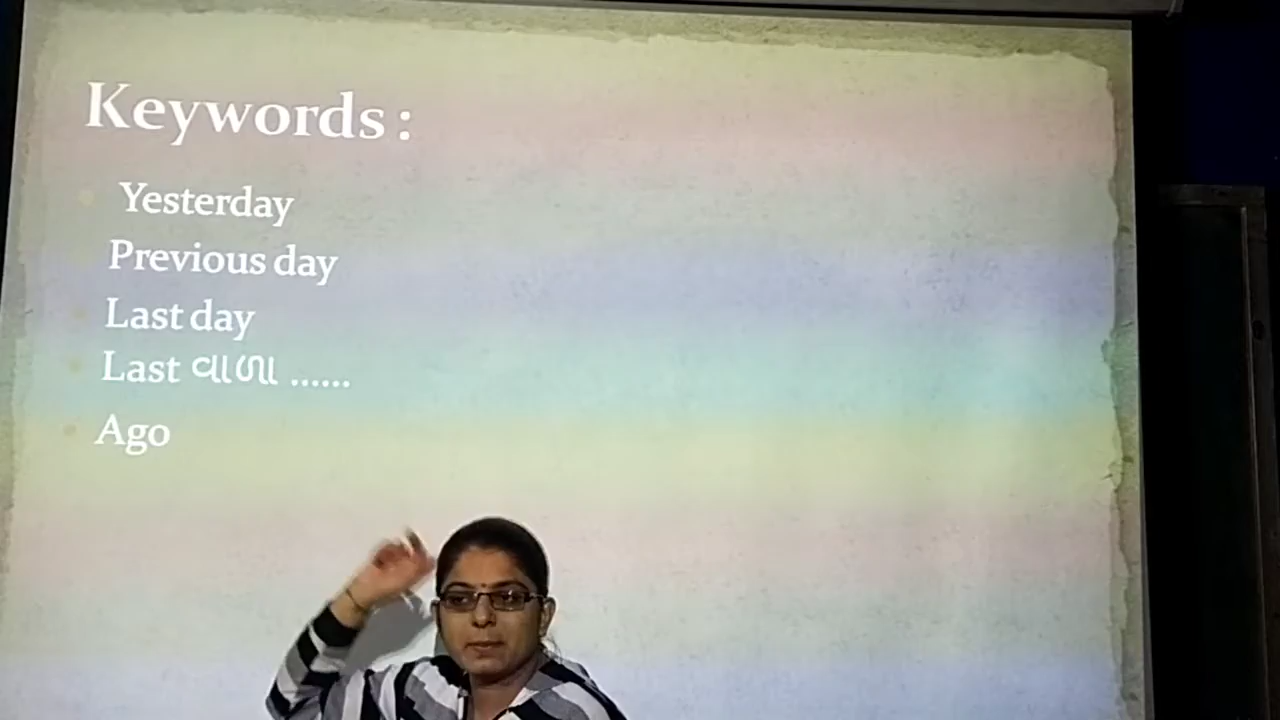 Keywords :
Yesterday
Previous day
Last day
Last વાળા ......
Ago